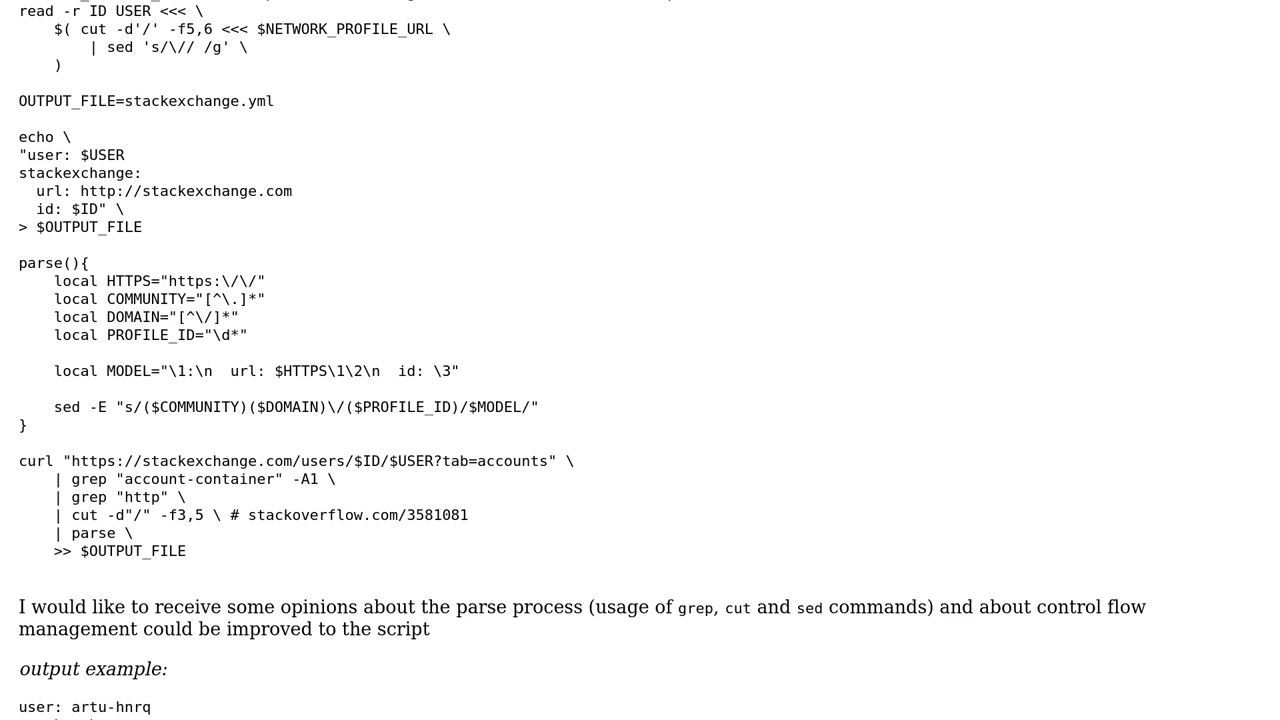 read -r ID USER <<< \
    $( cut -d'/' -f5,6 <<< $NETWORK_PROFILE_URL \
        | sed 's/\// /g' \
    )

OUTPUT_FILE=stackexchange.yml

echo \
"user: $USER
stackexchange:
  url: http://stackexchange.com
  id: $ID" \
> $OUTPUT_FILE

parse(){
    local HTTPS="https:\/\/"
    local COMMUNITY="[^\.]*"
    local DOMAIN="[^\/]*"
    local PROFILE_ID="\d*"

    local MODEL="\1:\n  url: $HTTPS\1\2\n  id: \3"

    sed -E "s/($COMMUNITY)($DOMAIN)\/($PROFILE_ID)/$MODEL/"
}

curl "https://stackexchange.com/users/$ID/$USER?tab=accounts" \
    | grep "account-container" -A1 \
    | grep "http" \
    | cut -d"/" -f3,5 \ # stackoverflow.com/3581081
    | parse \
    >> $OUTPUT_FILE

I would like to receive some opinions about the parse process (usage of grep, cut and sed commands) and about control flow
management could be improved to the script

output example:

user: artu-hnrq